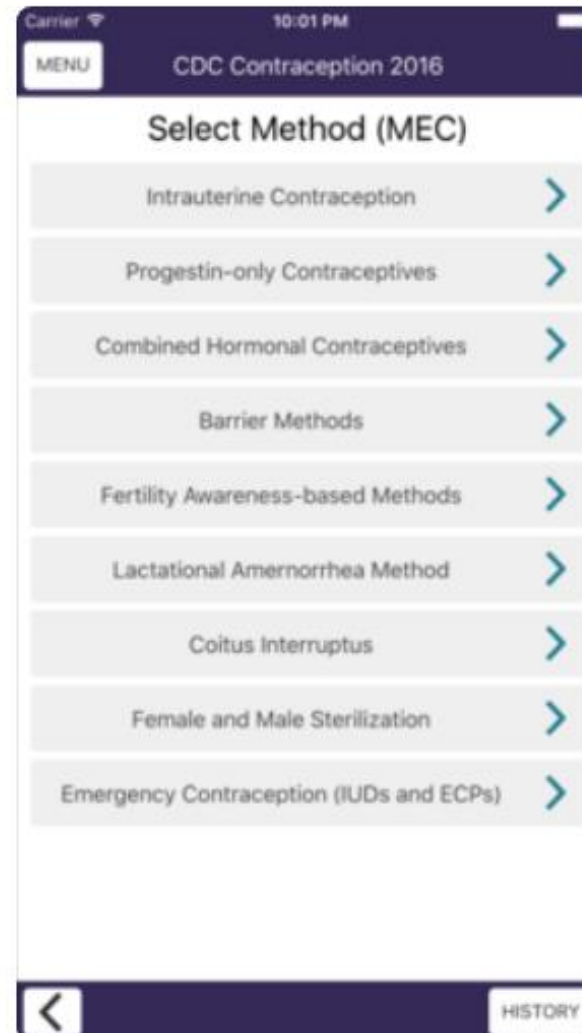 Carrier 10:01 PM
MENU CDC Contraception 2016
Select Method (MEC)
Intrauterine Contraception
Progestin-only Contraceptives
Combined Hormonal Contraceptives
Barrier Methods
Fertility Awareness-based Methods
Lactational Amernorrhea Method
Coitus Interruptus
Female and Male Sterilization
Emergency Contraception (IUDs and ECPs)
HISTORY